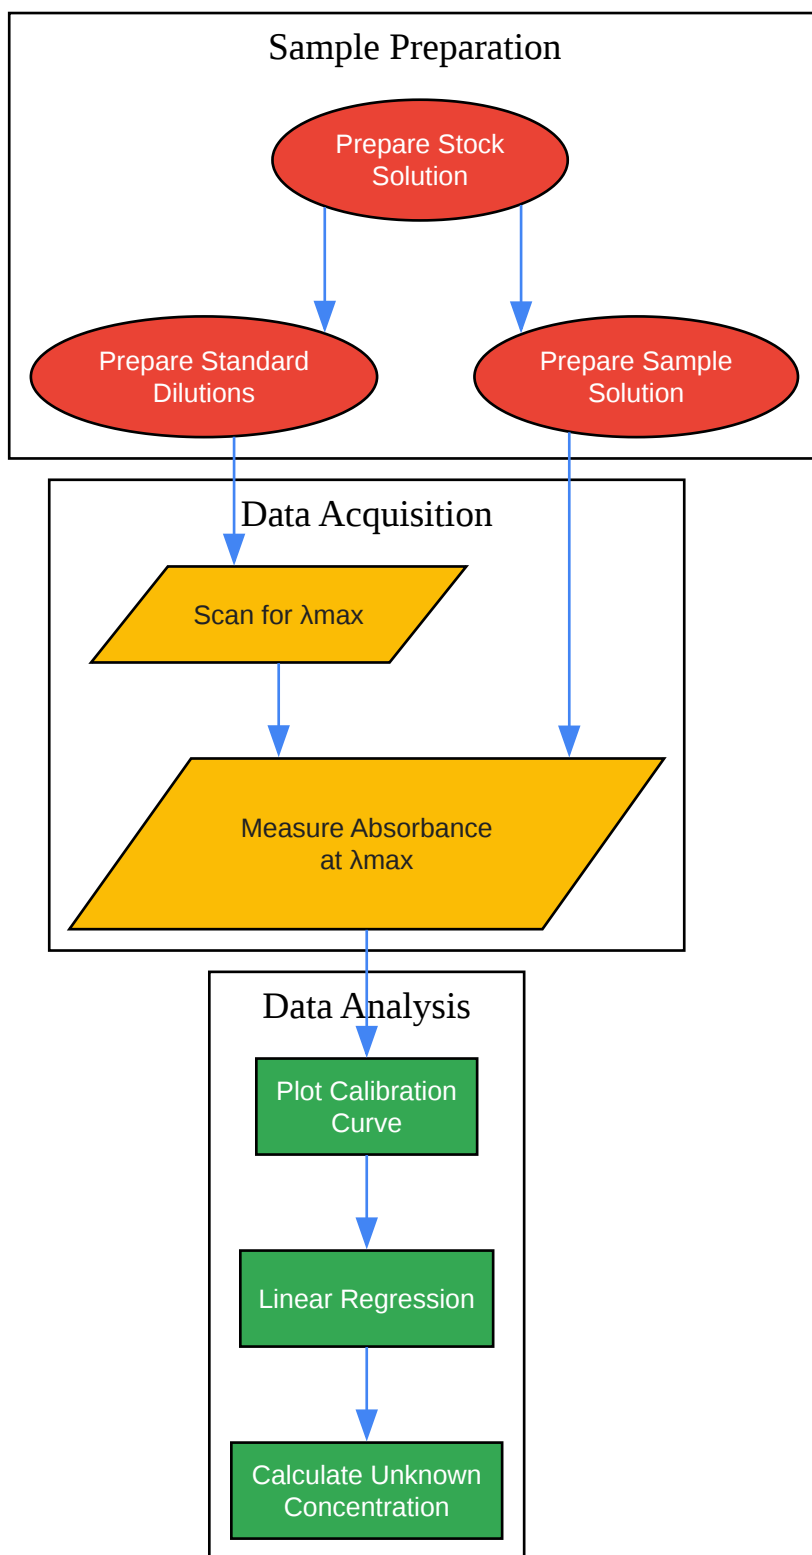 Sample Preparation
Prepare Stock
Solution
Prepare Standard
Dilutions
Prepare Sample
Solution
Data Acquisition
Scan for λmax
Measure Absorbance
at λmax
Data Analysis
Plot Calibration
Curve
Linear Regression
Calculate Unknown
Concentration